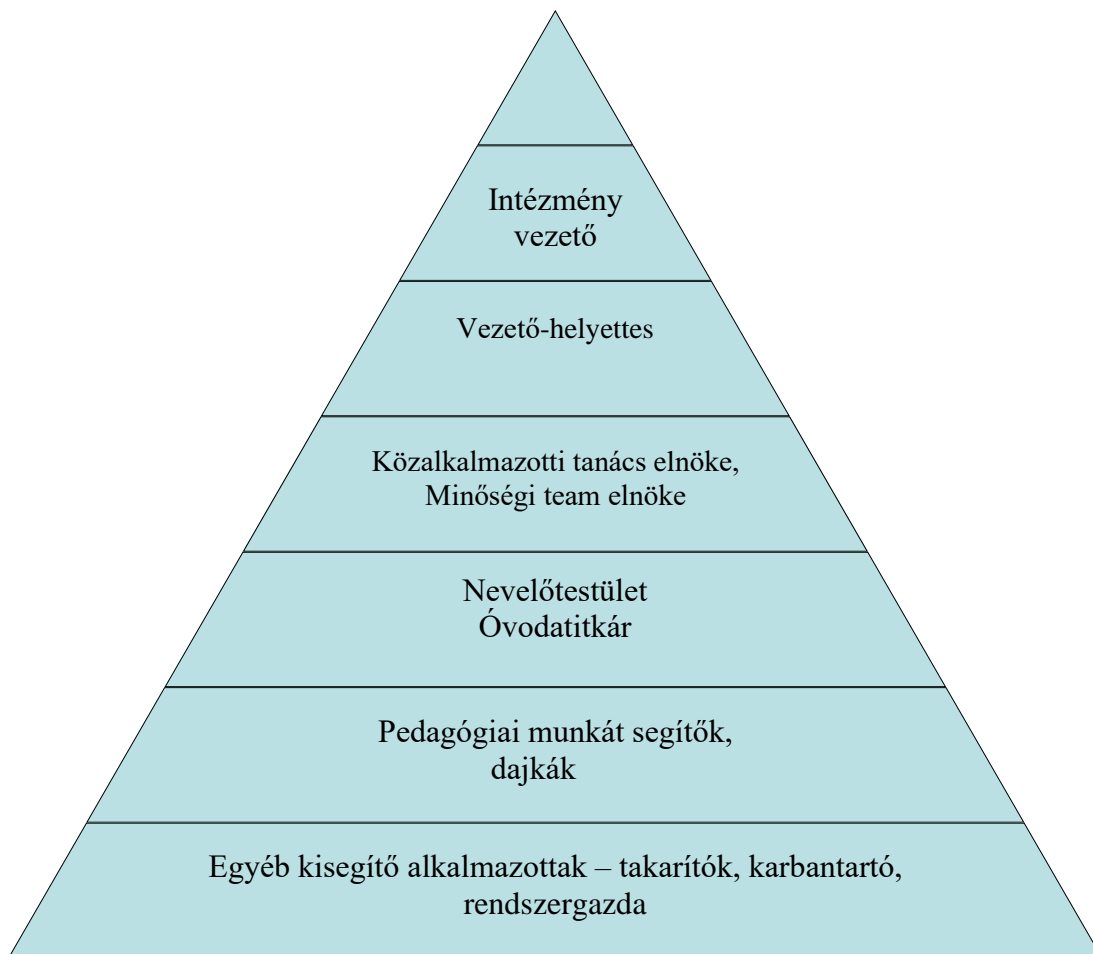 Intézmény
vezető
Vezető-helyettes
Közalkalmazotti tanács elnöke,
Minőségi team elnöke
Nevelőtestület
Óvodatitkár
Pedagógiai munkát segítők,
dajkák
Egyéb kisegítő alkalmazottak – takarítók, karbantartó,
rendszergazda